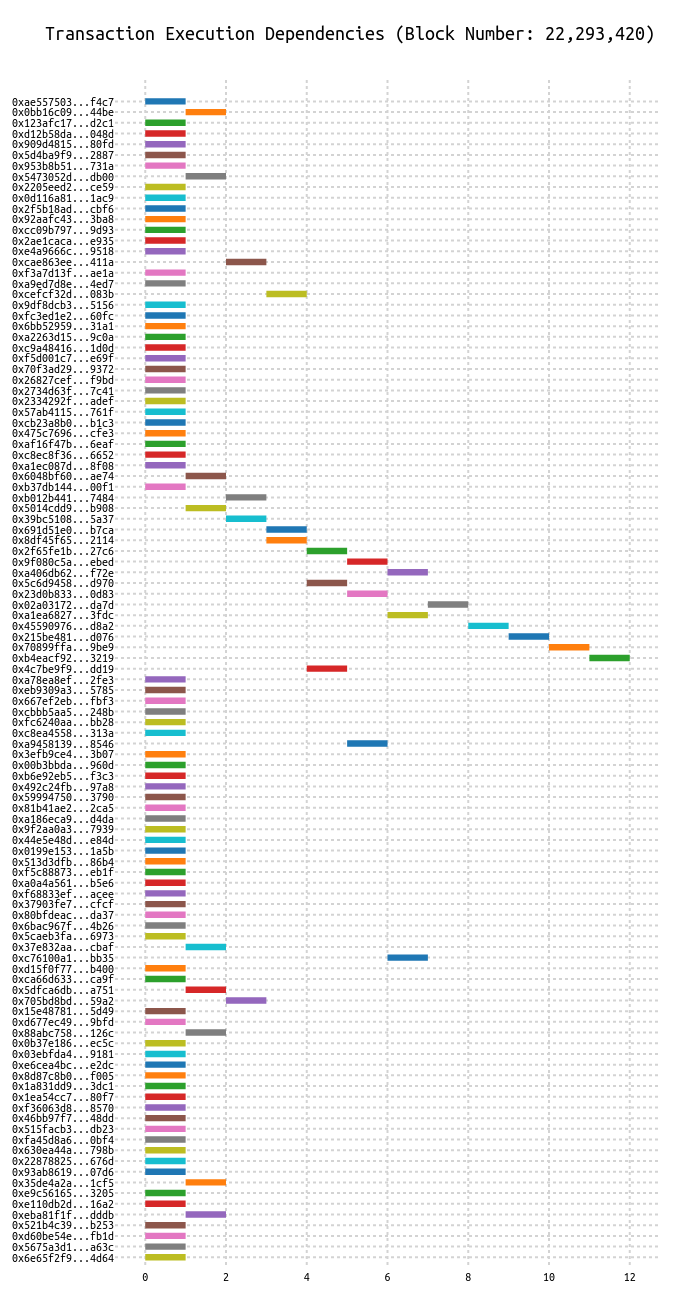 Transaction Execution Dependencies (Block Number: 22,293,420)
0xae557503...f4c7
0x0bb16c09...44be
0x123afc17...d2c1
0xd12b58da...048d
0x909d4815...80fd
0x5d4ba9f9...2887
0x953b8b51...731a
0x5473052d...db00
0x2205eed2...ce59
0x0d116a81...1ac9
0x2f5b18ad...cbf6
0x92aafc43...3ba8
0xcc09b797...9d93
0x2ae1caca...e935
0xe4a9666c...9518
0xcae863ee...411a
0xf3a7d13f...ae1a
0xa9ed7d8e...4ed7
0xcefcf32d...083b
0x9df8dcb3...5156
0xfc3ed1e2...60fc
0x6bb52959...31a1
0xa2263d15...9c0a
0xc9a48416...1d0d
0xf5d001c7...e69f
0x70f3ad29...9372
0x26827cef...f9bd
0x2734d63f...7c41
0x2334292f...adef
0x57ab4115...761f
0xcb23a8b0...b1c3
0x475c7696...cfe3
0xaf16f47b...6eaf
0xc8ec8f36...6652
0xa1ec087d...8f08
0x6048bf60...ae74
0xb37db144...00f1
0xb012b441...7484
0x5014cdd9...b908
0x39bc5108...5a37
0x691d51e0...b7ca
0x8df45f65...2114
0x2f65fe1b...27c6
0x9f080c5a...ebed
0xa406db62...f72e
0x5c6d9458...d970
0x23d0b833...0d83
0x02a03172...da7d
0xa1ea6827...3fdc
0x45590976...d8a2
0x215be481...d076
0x70899ffa...9be9
0xb4eacf92...3219
0x4c7be9f9...dd19
0xa78ea8ef...2fe3
0xeb9309a3...5785
0x667ef2eb...fbf3
0xcbbb5aa5...248b
0xfc6240aa...bb28
0xc8ea4558...313a
0xa9458139...8546
0x3efb9ce4...3b07
0x00b3bbda...960d
0xb6e92eb5...f3c3
0x492c24fb...97a8
0x59994750...3790
0x81b41ae2...2ca5
0xa186eca9...d4da
0x9f2aa0a3...7939
0x44e5e48d...e84d
0x0199e153...1a5b
0x513d3dfb...86b4
0xf5c88873...eb1f
0xa0a4a561...b5e6
0xf68833ef...acee
0x37903fe7...cfcf
0x80bfdeac...da37
0x6bac967f...4b26
0x5caeb3fa...6973
0x37e832aa...cbaf
0xc76100a1...bb35
0xd15f0f77...b400
0xca66d633...ca9f
0x5dfca6db...a751
0x705bd8bd...59a2
0x15e48781...5d49
0xd677ec49...9bfd
0x88abc758...126c
0x0b37e186...ec5c
0x03ebfda4...9181
0xe6cea4bc...e2dc
0x8d87c8b0...f005
0x1a831dd9...3dc1
0x1ea54cc7...80f7
0xf36063d8...8570
0x46bb97f7...48dd
0x515facb3...db23
0xfa45d8a6...0bf4
0x630ea44a...798b
0x22878825...676d
0x93ab8619...07d6
0x35de4a2a...1cf5
0xe9c56165...3205
0xe110db2d...16a2
0xeba81f1f...dddb
0x521b4c39...b253
0xd60be54e...fb1d
0x5675a3d1...a63c
0x6e65f2f9...4d64
0 2 4 6 8 10 12